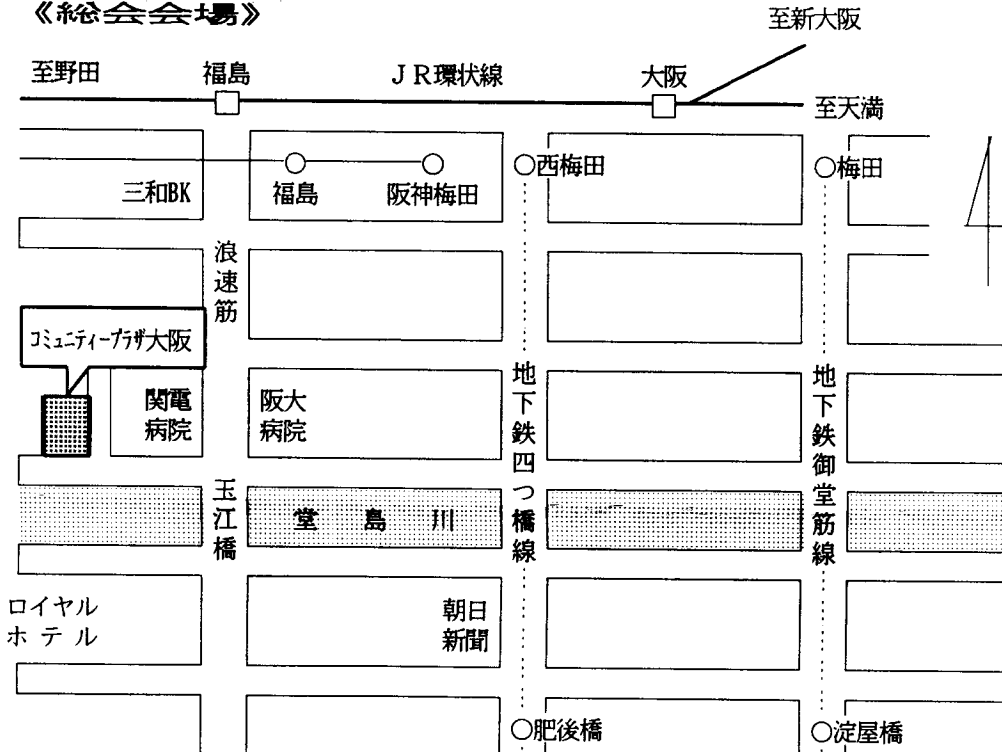 《総会会場》
至新大阪
至野田
福島
ＪＲ環状線
大阪
至天満
三和BK
福島
阪神梅田
西梅田
梅田
浪速筋
コミュニティープラザ大阪
関電
病院
阪大
病院
地下鉄四つ橋線
地下鉄御堂筋線
玉江橋
堂島川
ロイヤル
ホテル
朝日
新聞
肥後橋
淀屋橋